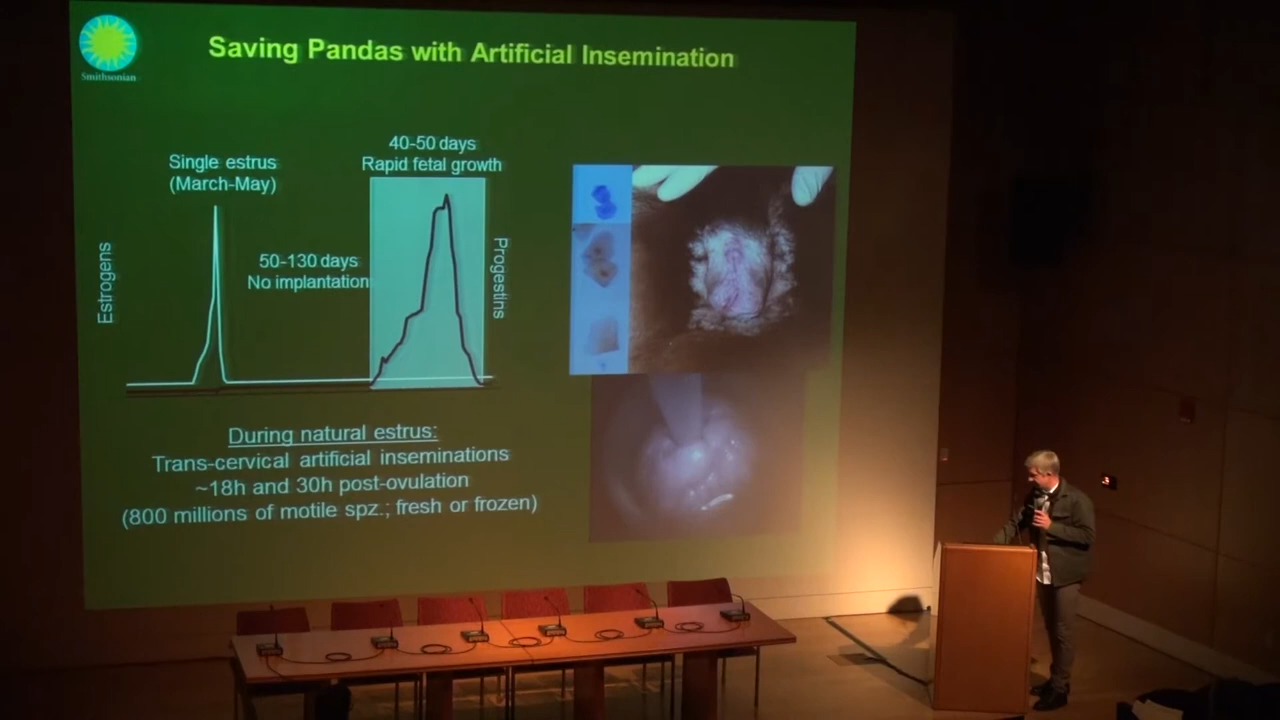 Smithsonian
Saving Pandas with Artificial Insemination
Single estrus
(March-May)
40-50 days
Rapid fetal growth
Estrogens
50-130 days
No implantation
Progestins
During natural estrus:
Trans-cervical artificial inseminations
~18h and 30h post-ovulation
(800 millions of motile spz.; fresh or frozen)